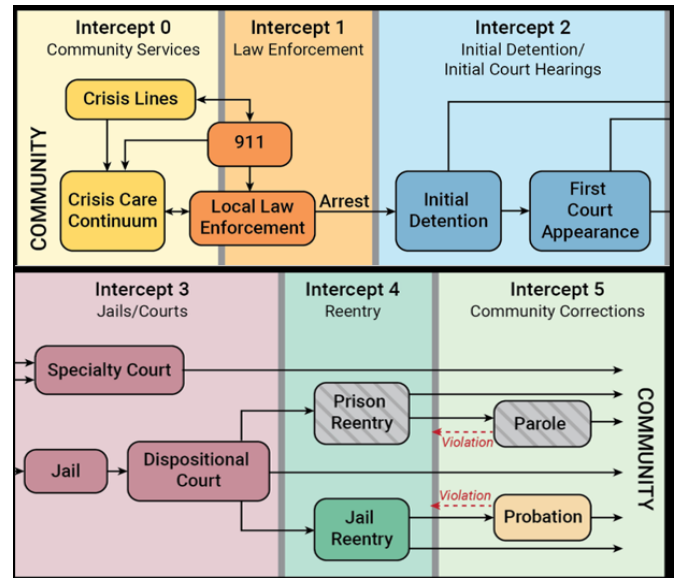 Intercept 0
Community Services
Intercept 1
Law Enforcement
Intercept 2
Initial Detention/
Initial Court Hearings
COMMUNITY
Crisis Lines
911
Crisis Care
Continuum
Local Law
Enforcement
Arrest
Initial
Detention
First
Court
Appearance
Intercept 3
Jails/Courts
Intercept 4
Reentry
Intercept 5
Community Corrections
Specialty Court
Prison
Reentry
Parole
Violation
Jail
Dispositional
Court
Violation
Jail
Reentry
Probation
COMMUNITY